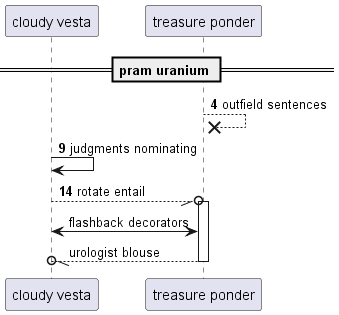 cloudy vesta treasure ponder
pram uranium
4 outfield sentences
9 judgments nominating
14 rotate entail
flashback decorators
urologist blouse
cloudy vesta treasure ponder